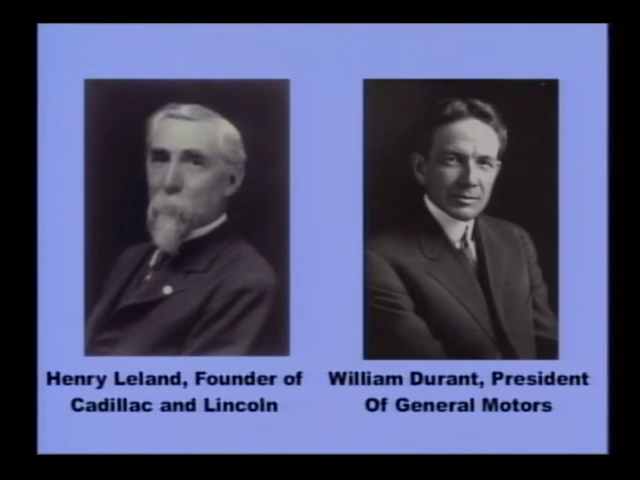 Henry Leland, Founder of
Cadillac and Lincoln
William Durant, President
Of General Motors